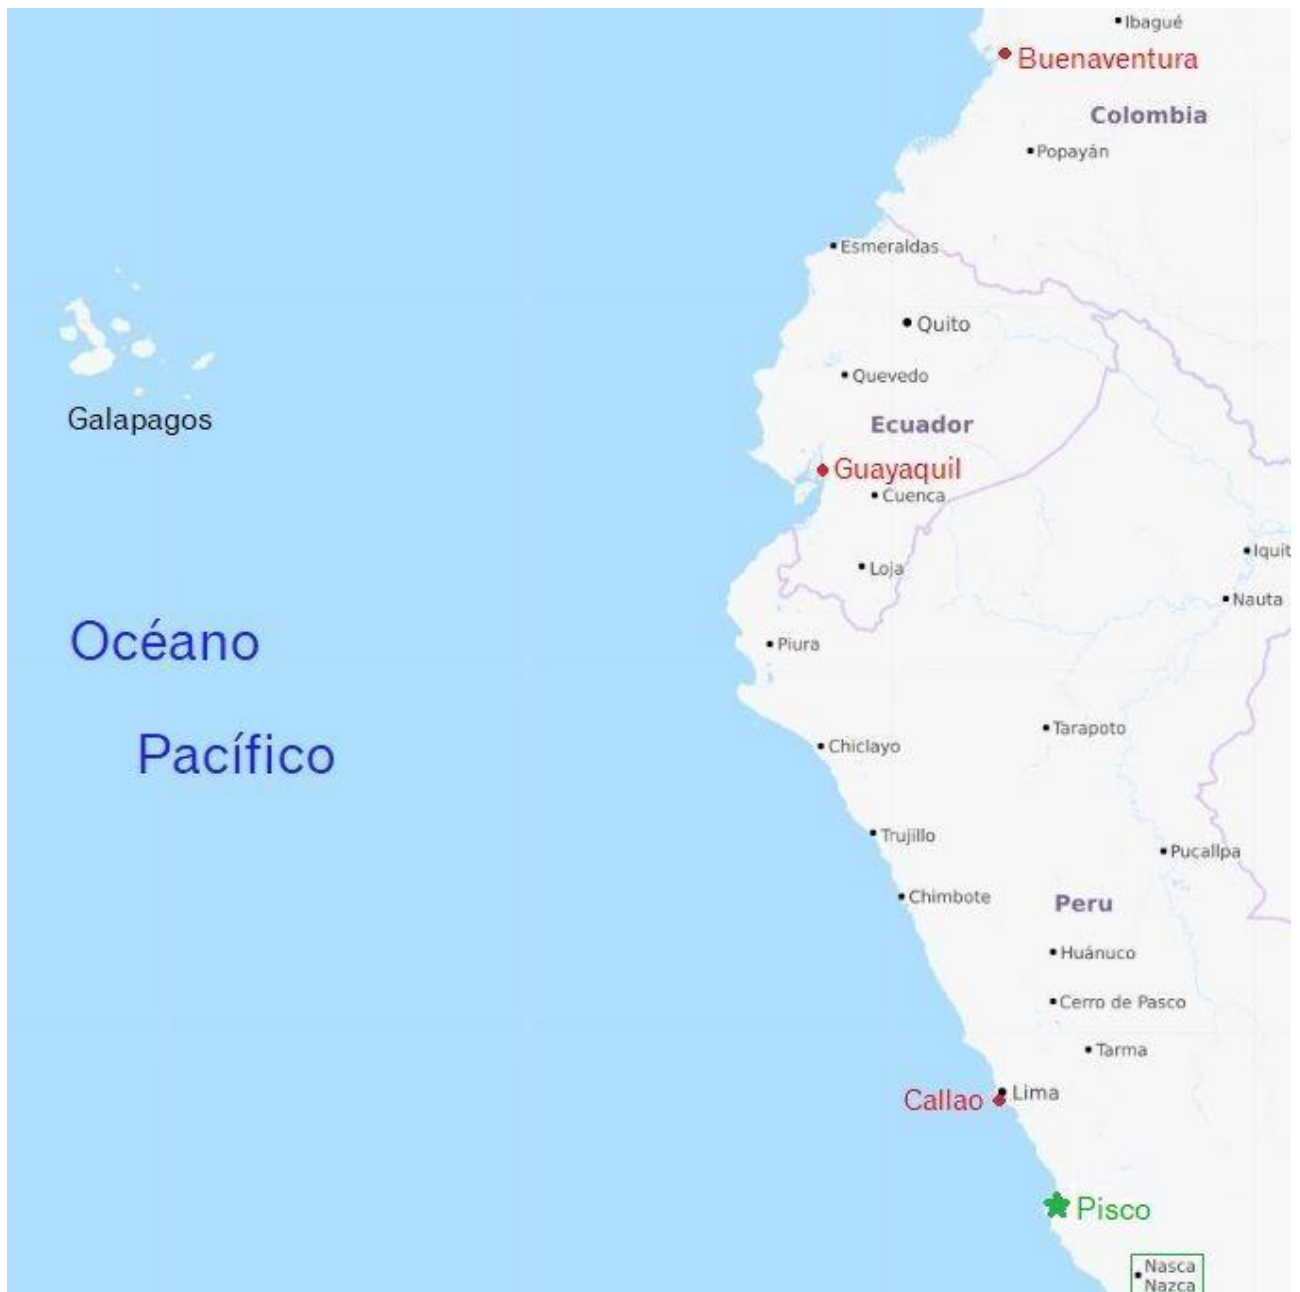 Ibagué
Buenaventura
Colombia
Popayán
Esmeraldas
Quito
Quevedo
Galapagos
Ecuador
Guayaquil
Cuenca
Iquit
Loja
Nauta
Océano
Piura
Tarapoto
Chiclayo
Pacífico
Trujillo
Pucallpa
Chimbote
Peru
Huánuco
Cerro de Pasco
Tarma
Lima
Callao
Pisco
Nasca
Nazca